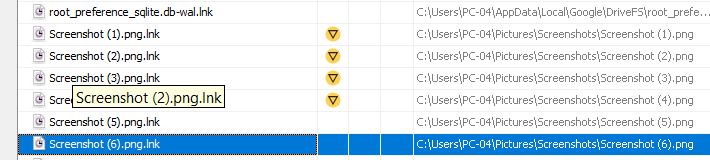 root_preference_sqlite.db-wal.lnk C:\Users\PC-04\AppData\Local\Google\DriveFS\root_prefe...
Screenshot (1).png.lnk C:\Users\PC-04\Pictures\Screenshots\Screenshot (1).png
Screenshot (2).png.lnk C:\Users\PC-04\Pictures\Screenshots\Screenshot (2).png
Screenshot (3).png.lnk C:\Users\PC-04\Pictures\Screenshots\Screenshot (3).png
Screen C:\Users\PC-04\Pictures\Screenshots\Screenshot (4).png
Screenshot (2).png.lnk
Screenshot (5).png.lnk C:\Users\PC-04\Pictures\Screenshots\Screenshot (5).png
Screenshot (6).png.lnk C:\Users\PC-04\Pictures\Screenshots\Screenshot (6).png